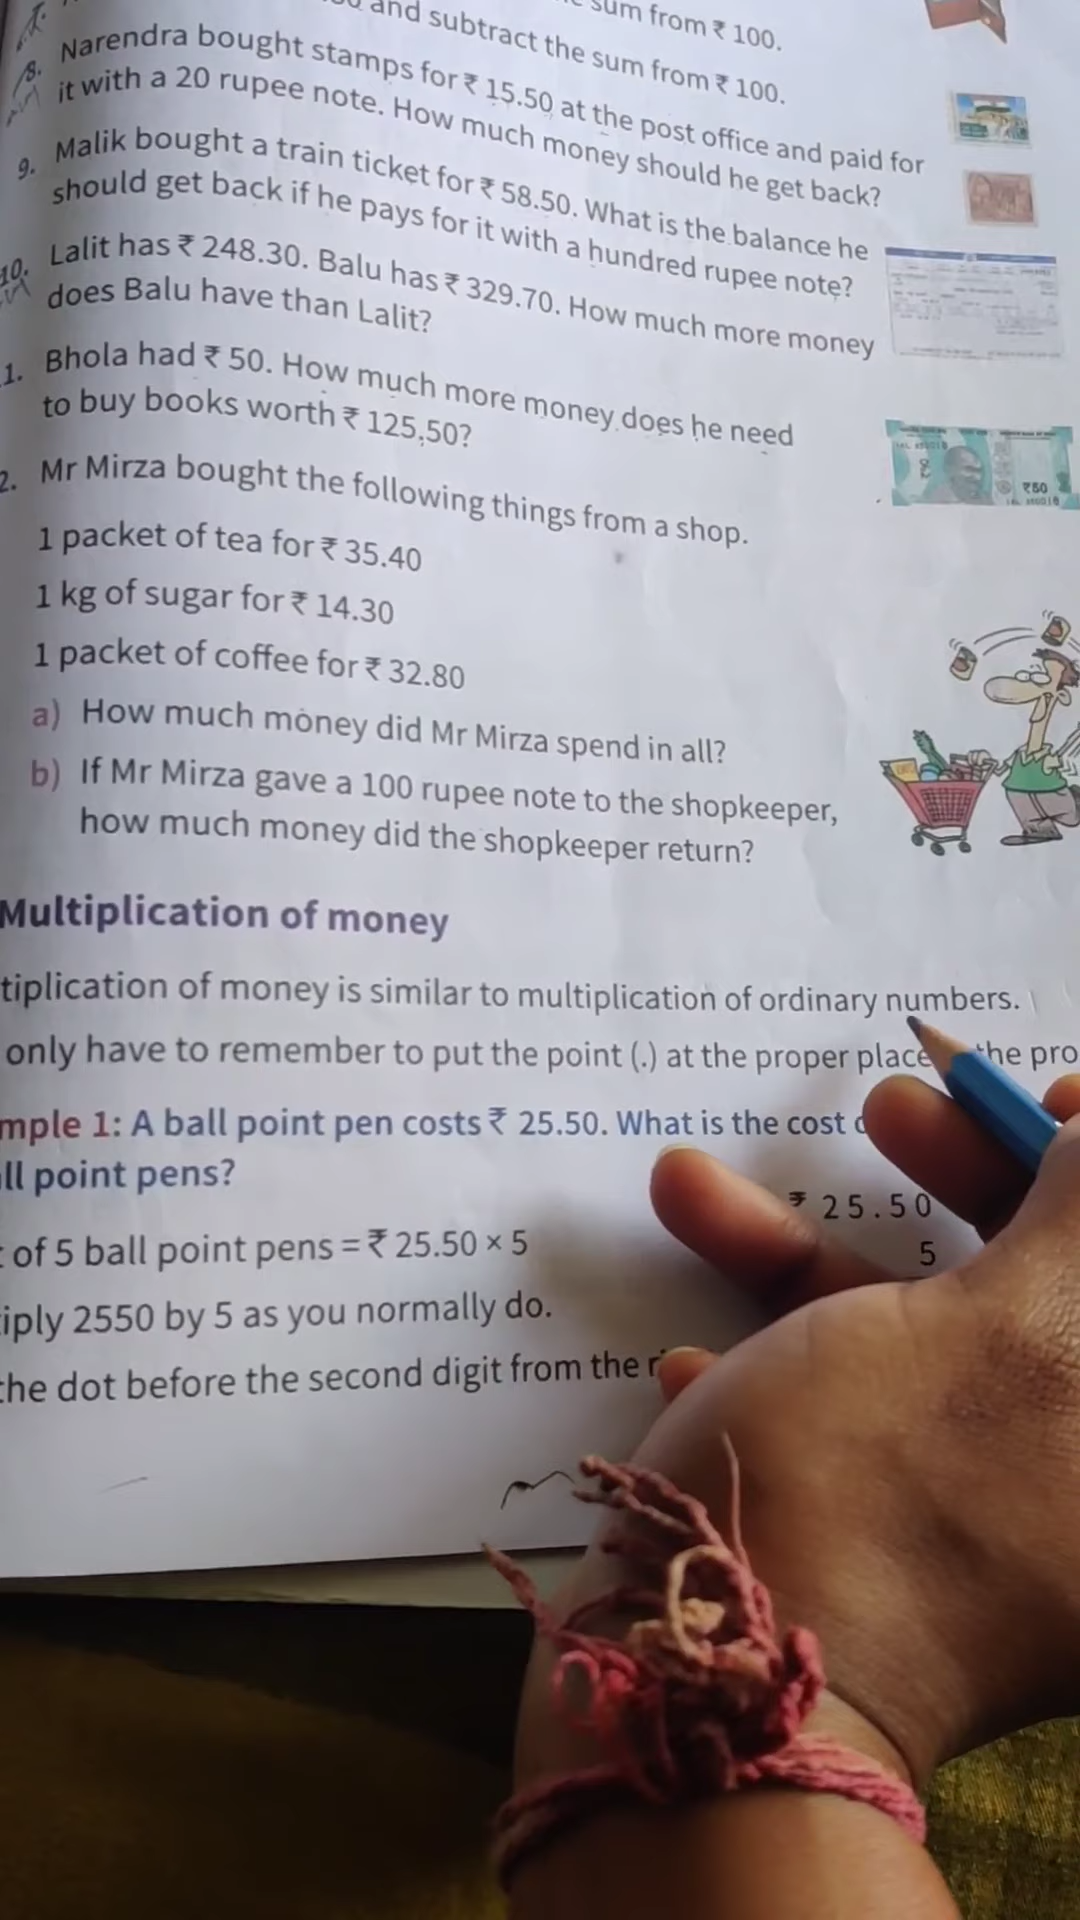 sum from ₹ 100.
and subtract the sum from ₹ 100.
8. Narendra bought stamps for ₹ 15.50 at the post office and paid for
it with a 20 rupee note. How much money should he get back?
9. Malik bought a train ticket for ₹ 58.50. What is the balance he
should get back if he pays for it with a hundred rupee note?
10. Lalit has ₹ 248.30. Balu has ₹ 329.70. How much more money
does Balu have than Lalit?
1. Bhola had ₹ 50. How much more money does he need
to buy books worth ₹ 125.50?
₹50
2. Mr Mirza bought the following things from a shop.
1 packet of tea for ₹ 35.40
1 kg of sugar for ₹ 14.30
1 packet of coffee for ₹ 32.80
a) How much money did Mr Mirza spend in all?
b) If Mr Mirza gave a 100 rupee note to the shopkeeper,
how much money did the shopkeeper return?
Multiplication of money
tiplication of money is similar to multiplication of ordinary numbers.
only have to remember to put the point (.) at the proper place the pro
mple 1: A ball point pen costs ₹ 25.50. What is the cost
ll point pens?
₹ 25.50
of 5 ball point pens = ₹ 25.50 × 5
5
iply 2550 by 5 as you normally do.
the dot before the second digit from the